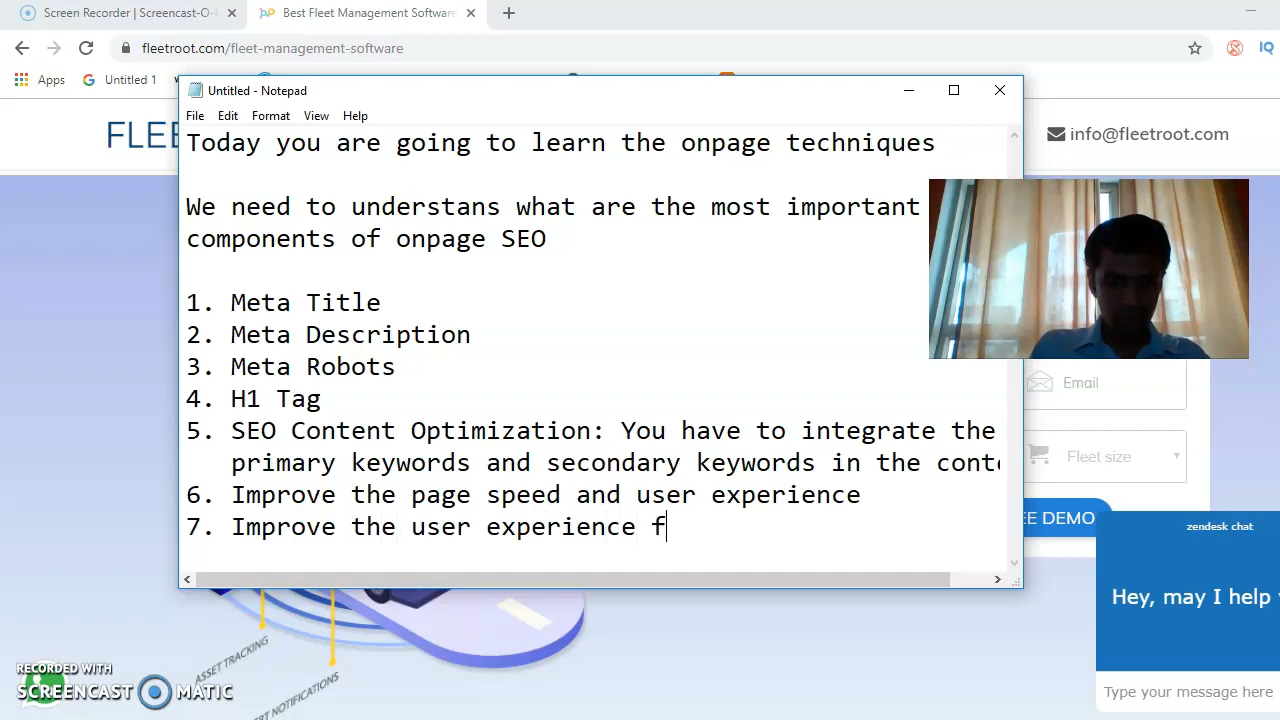 Screen Recorder | Screencast-O-
Best Fleet Management Software
fleetroot.com/fleet-management-software
IQ
Apps
Untitled 1
Untitled - Notepad
File Edit Format View Help
FLEE
info@fleetroot.com
Today you are going to learn the onpage techniques
We need to understans what are the most important
components of onpage SEO
1. Meta Title
2. Meta Description
3. Meta Robots
4. H1 Tag
5. SEO Content Optimization: You have to integrate the
primary keywords and secondary keywords in the conte
6. Improve the page speed and user experience
7. Improve the user experience f
Email
Fleet size
EE DEMO
zendesk chat
Hey, may I help
Type your message here
ASSET TRACKING
RT NOTIFICATIONS
RECORDED WITH
SCREENCAST MATIC